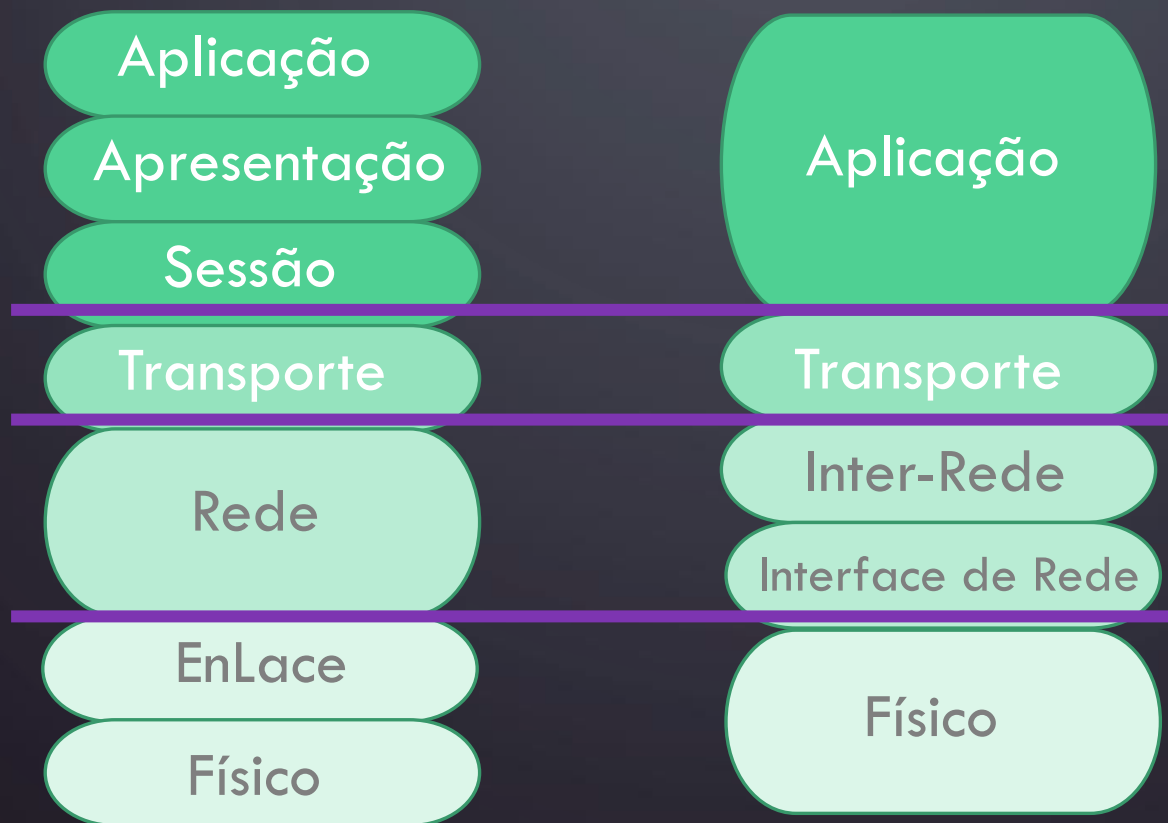 Aplicação
Apresentação
Sessão
Transporte
Rede
EnLace
Físico
Aplicação
Transporte
Inter-Rede
Interface de Rede
Físico